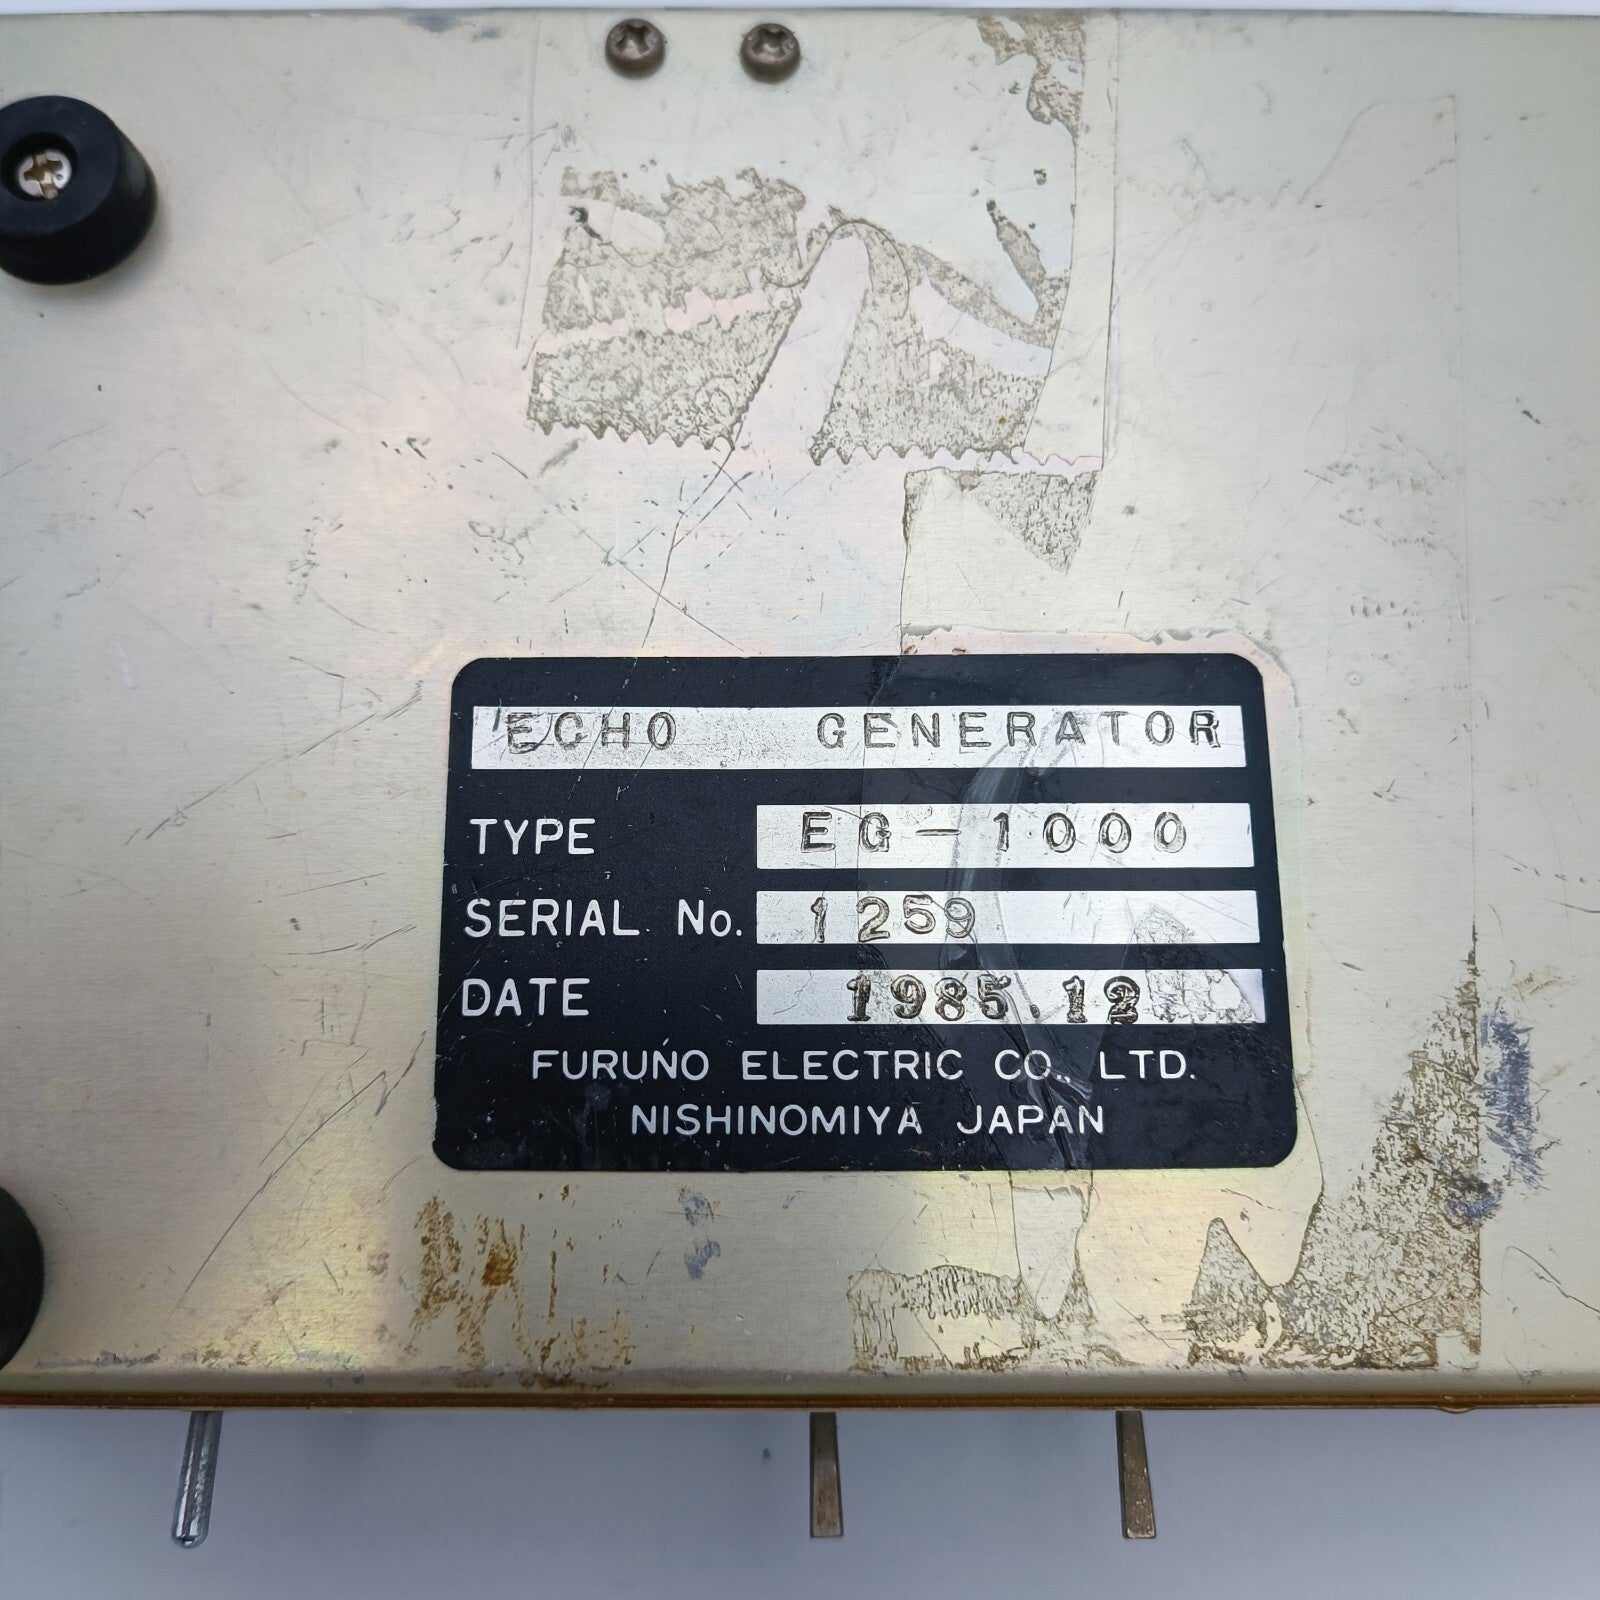 ECHO GENERATOR
TYPE EG-1000
SERIAL No. 1259
DATE 1985.12
FURUNO ELECTRIC CO., LTD.
NISHINOMIYA JAPAN